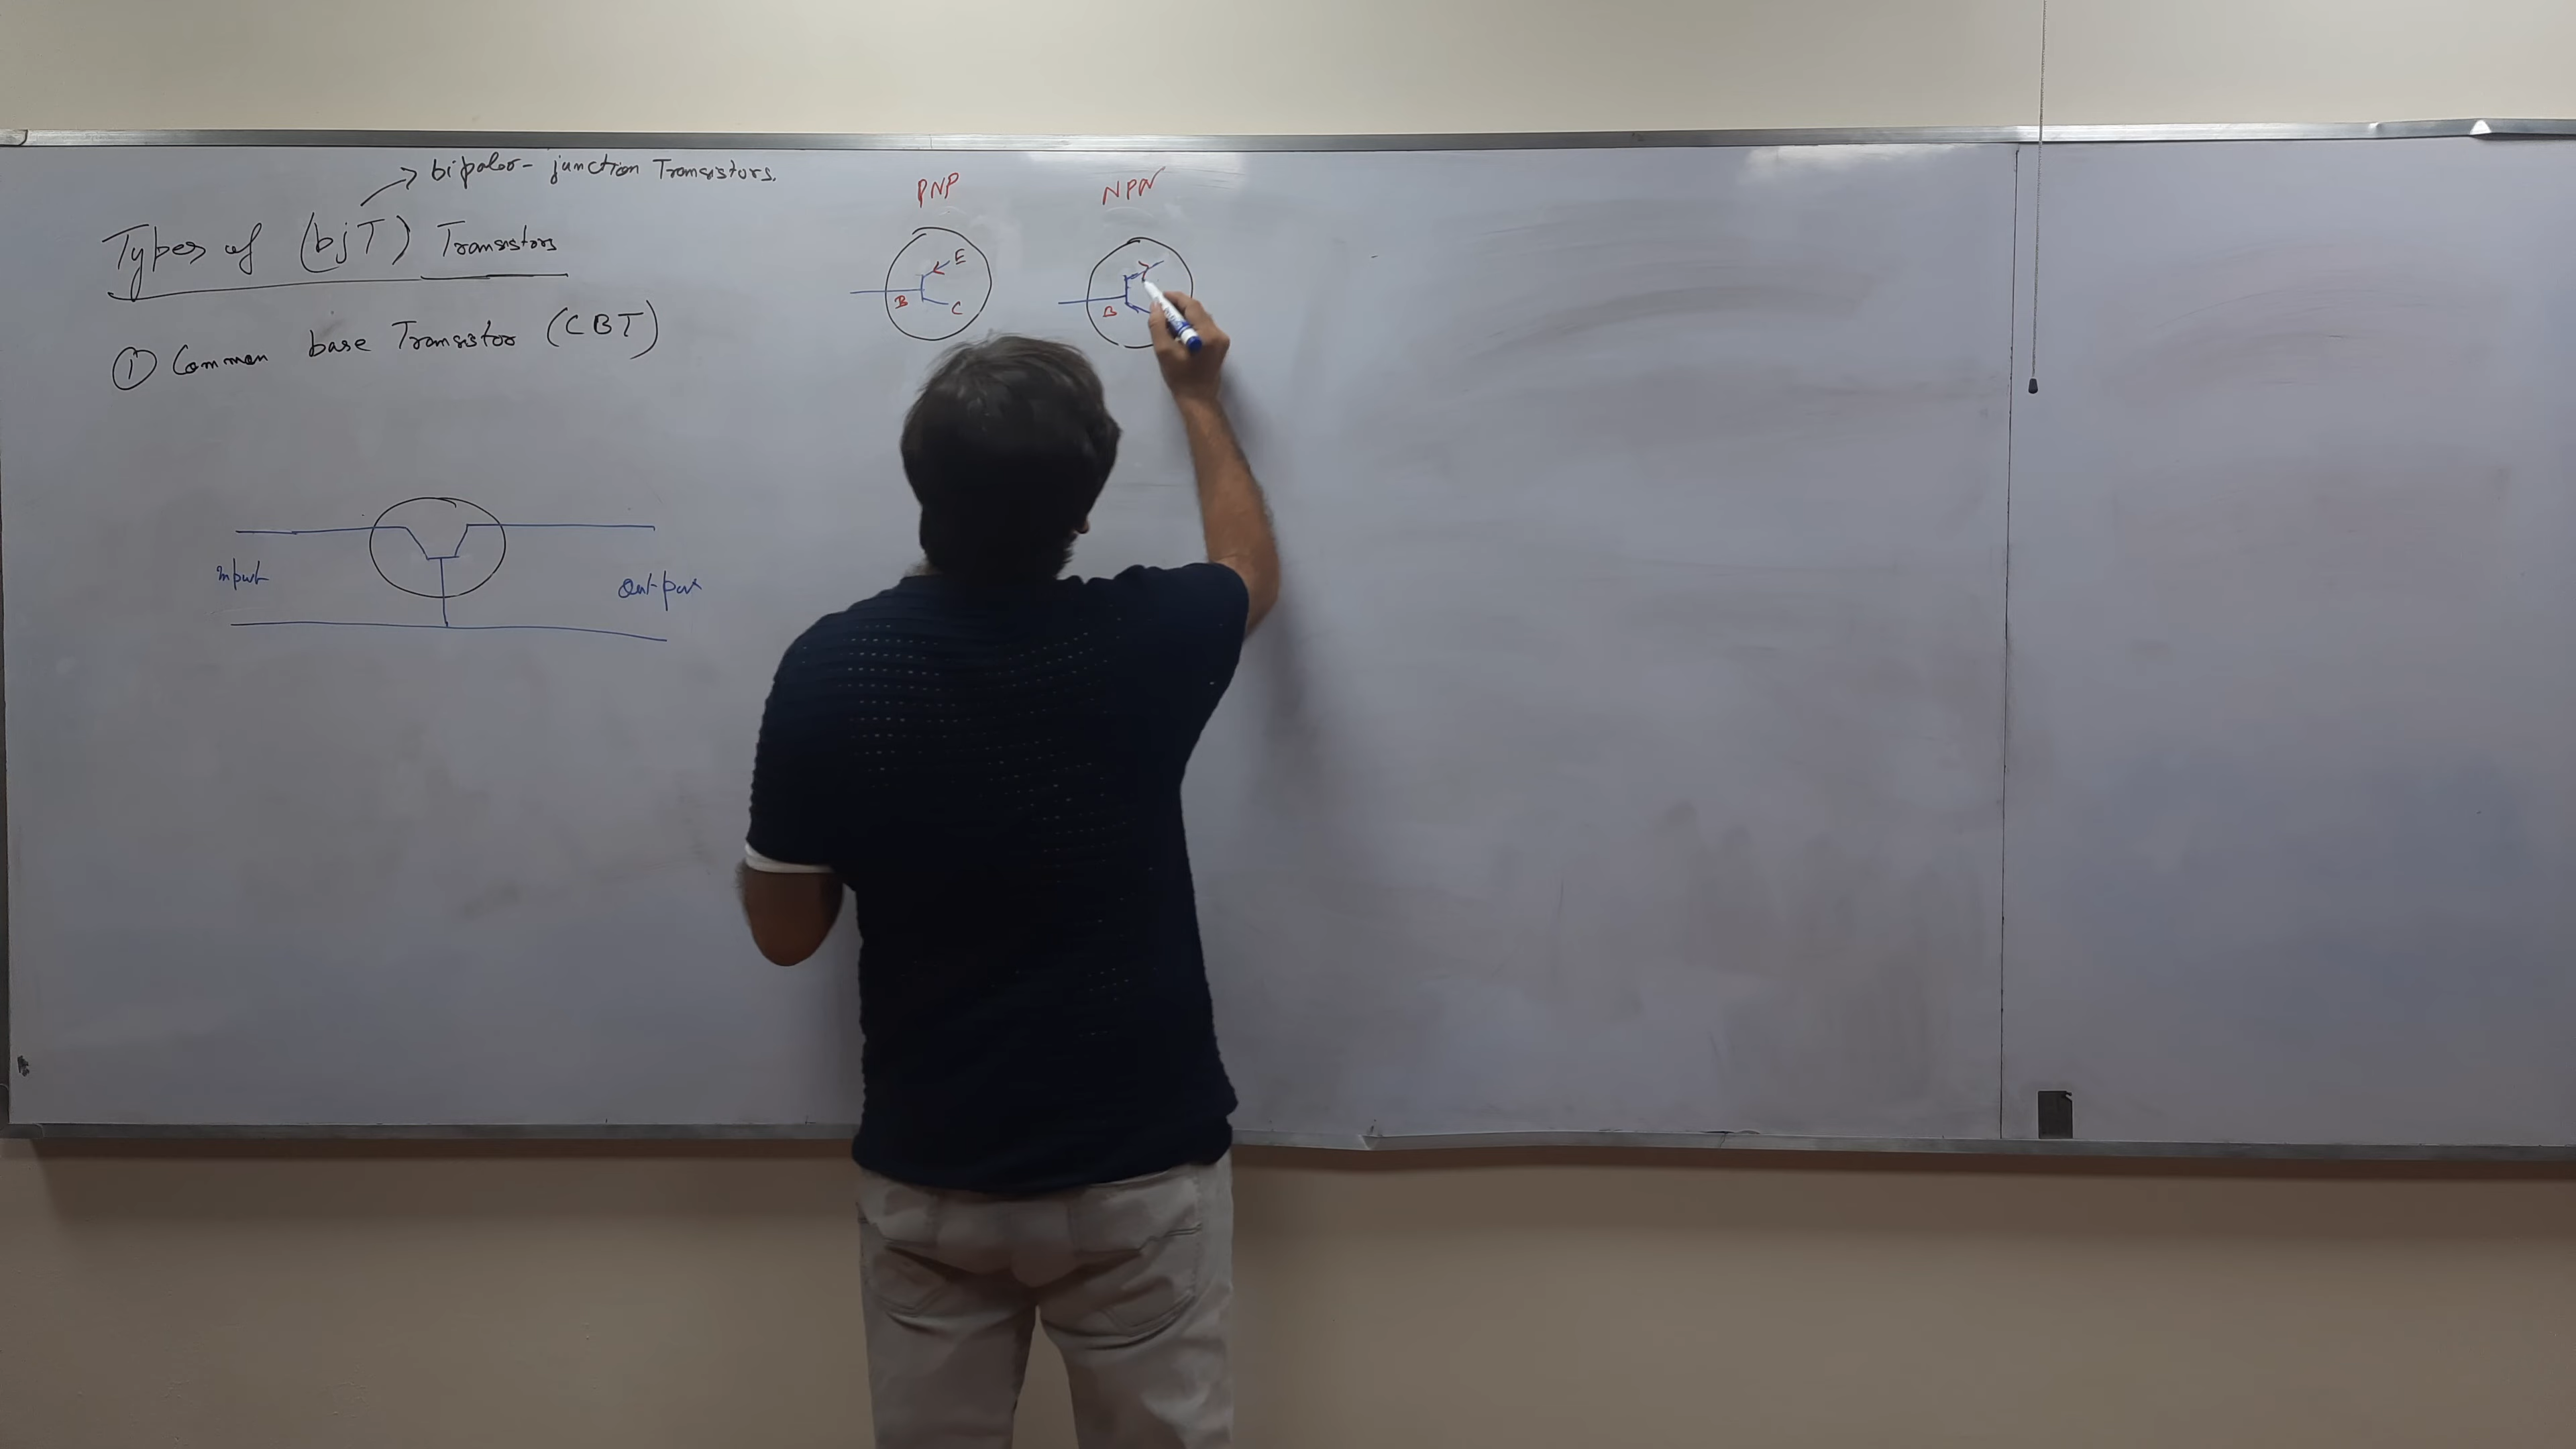 → bipolar - junction Transistors.
Types of (bjT) Transistors
① Common base Transistor (CBT)
Input
Output
PNP
E
B
C
NPN
B